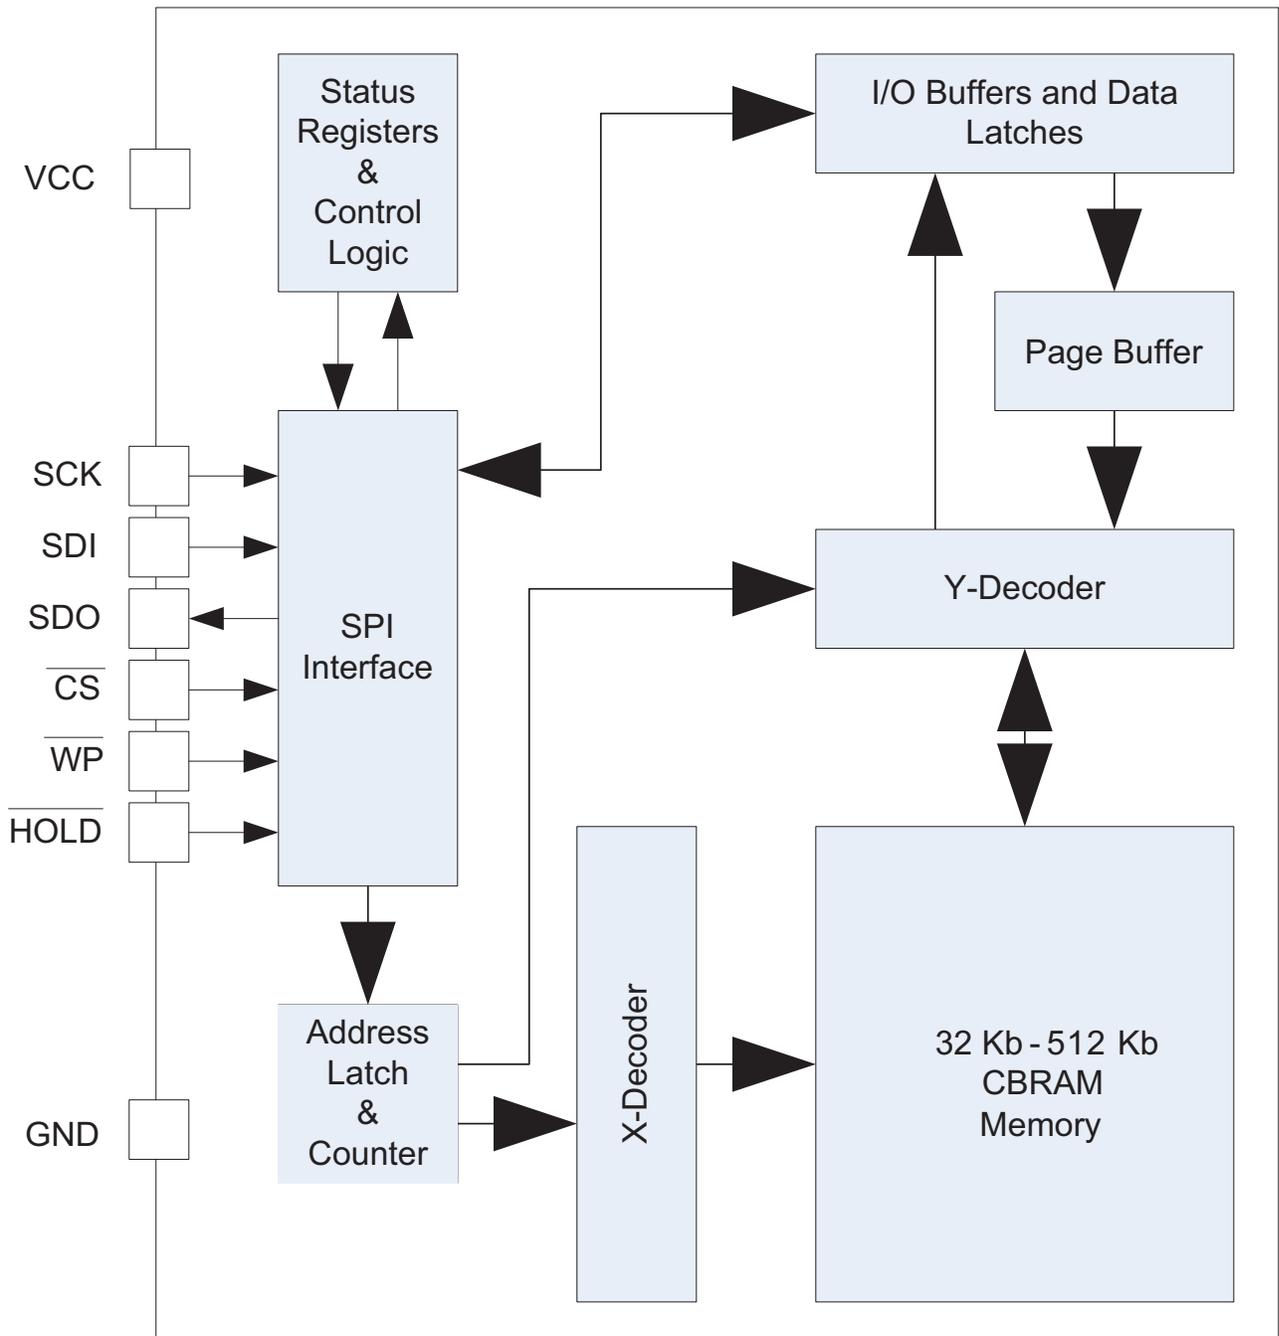 Status
Registers
&
Control
Logic
I/O Buffers and Data
Latches
VCC
Page Buffer
SCK
SDI
SDO
CS
WP
HOLD
SPI
Interface
Y-Decoder
Address
Latch
&
Counter
X-Decoder
32 Kb - 512 Kb
CBRAM
Memory
GND